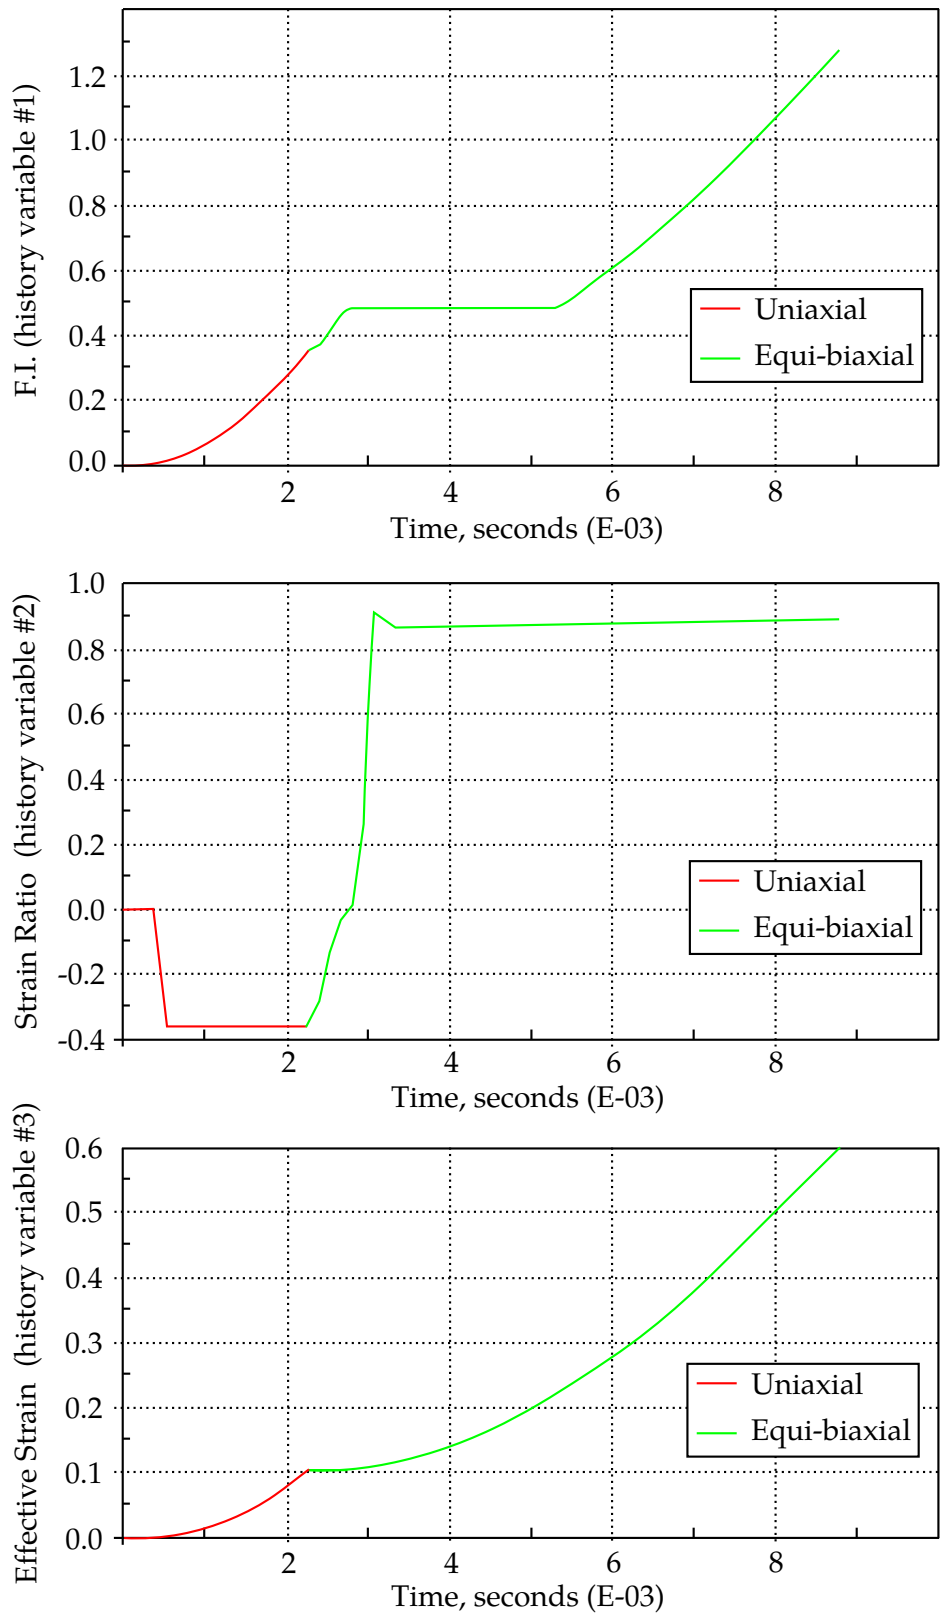 F.I. (history variable #1)
1.2
1.0
0.8
0.6
0.4
0.2
0.0
Uniaxial
Equi-biaxial
2 4 6 8
Time, seconds (E-03)
Strain Ratio (history variable #2)
1.0
0.8
0.6
0.4
0.2
0.0
-0.2
-0.4
Uniaxial
Equi-biaxial
2 4 6 8
Time, seconds (E-03)
Effective Strain (history variable #3)
0.6
0.5
0.4
0.3
0.2
0.1
0.0
Uniaxial
Equi-biaxial
2 4 6 8
Time, seconds (E-03)